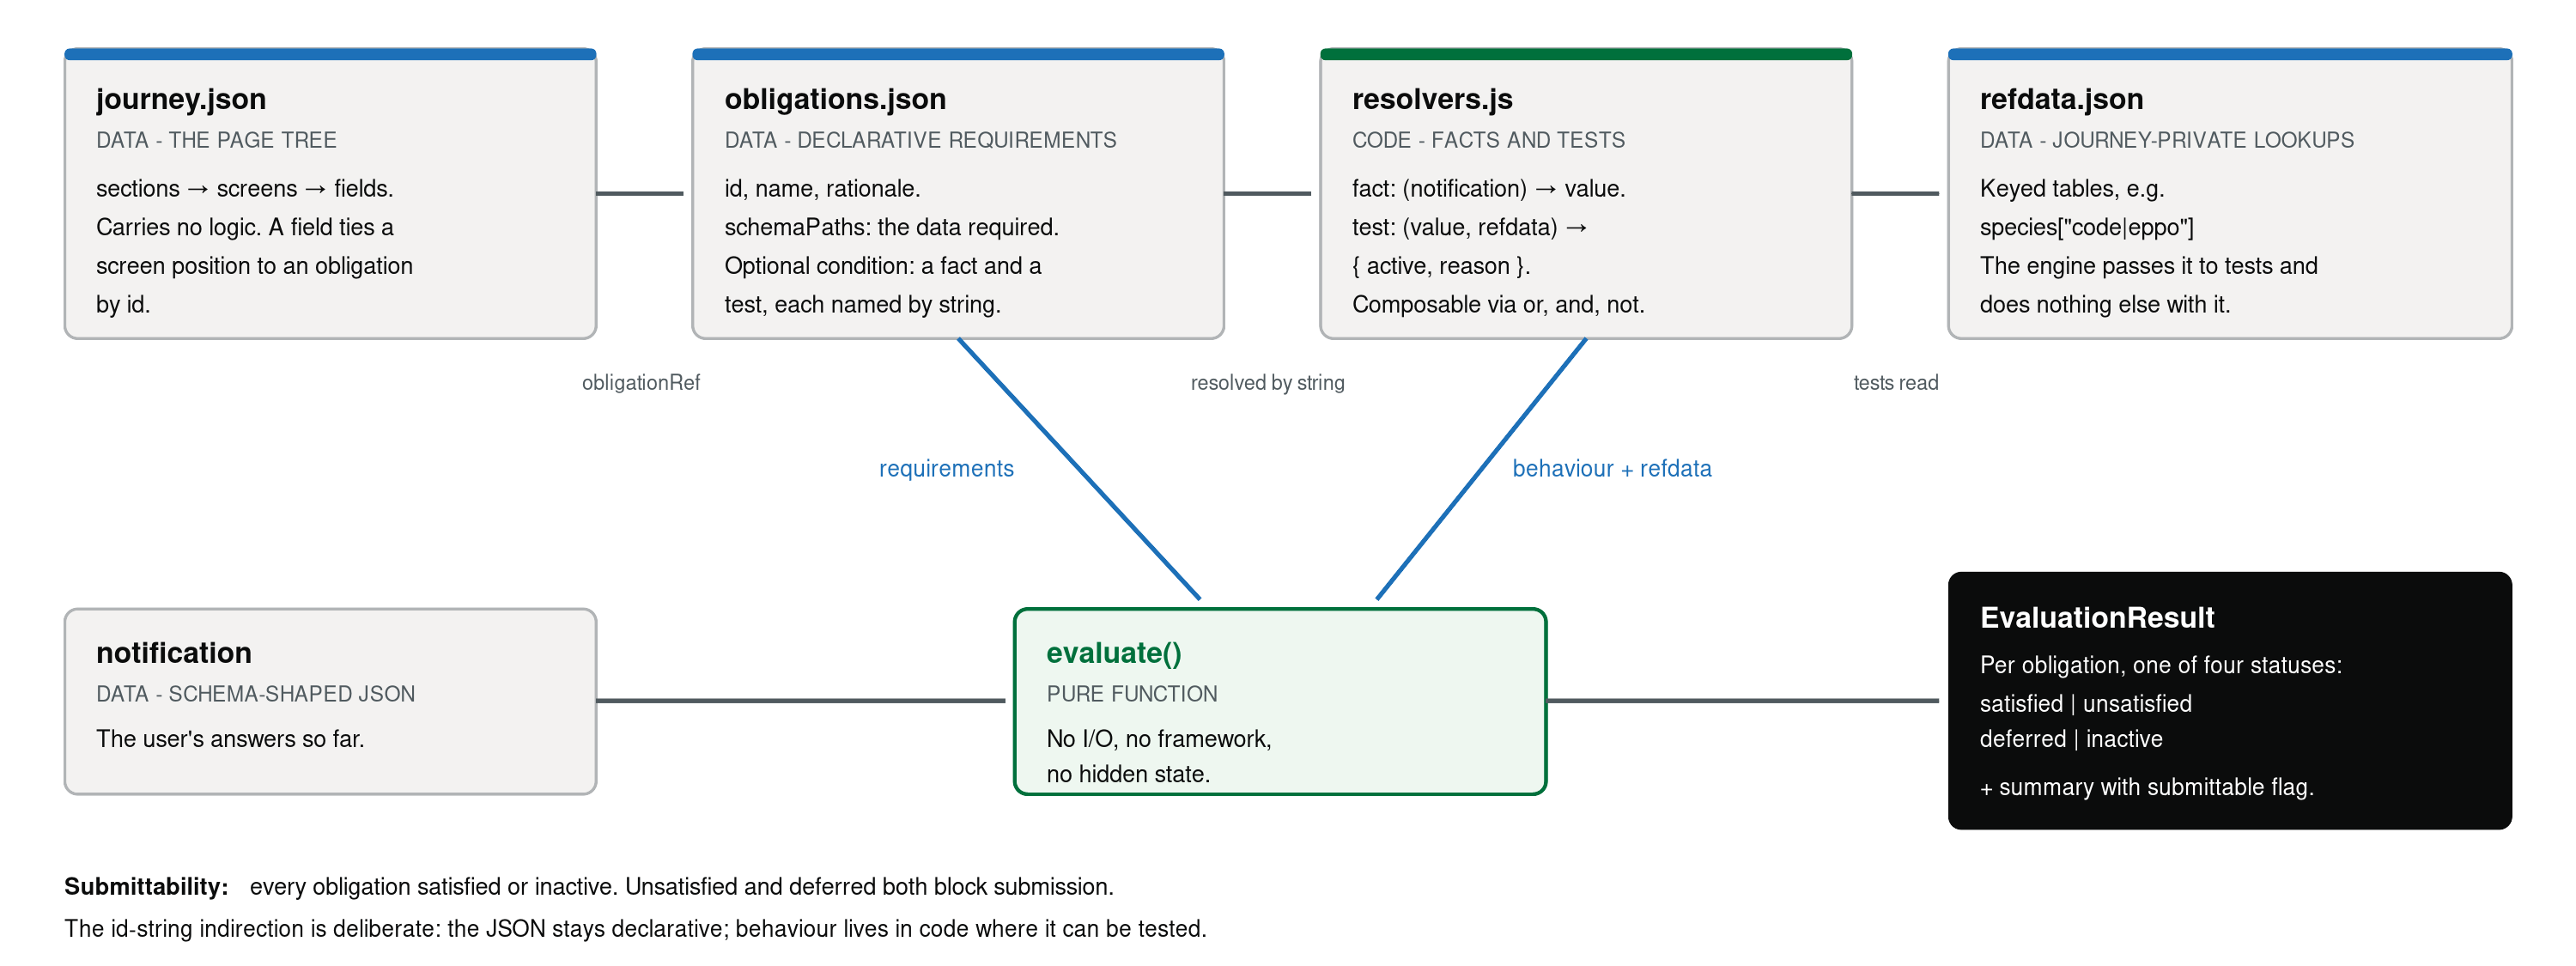 journey.json
DATA - THE PAGE TREE
sections → screens → fields.
Carries no logic. A field ties a
screen position to an obligation
by id.
obligations.json
DATA - DECLARATIVE REQUIREMENTS
id, name, rationale.
schemaPaths: the data required.
Optional condition: a fact and a
test, each named by string.
resolvers.js
CODE - FACTS AND TESTS
fact: (notification) → value.
test: (value, refdata) →
{ active, reason }.
Composable via or, and, not.
refdata.json
DATA - JOURNEY-PRIVATE LOOKUPS
Keyed tables, e.g.
species["code|eppo"]
The engine passes it to tests and
does nothing else with it.
obligationRef
resolved by string
tests read
requirements
behaviour + refdata
notification
DATA - SCHEMA-SHAPED JSON
The user's answers so far.
evaluate()
PURE FUNCTION
No I/O, no framework,
no hidden state.
EvaluationResult
Per obligation, one of four statuses:
satisfied | unsatisfied
deferred | inactive
+ summary with submittable flag.
Submittability: every obligation satisfied or inactive. Unsatisfied and deferred both block submission.
The id-string indirection is deliberate: the JSON stays declarative; behaviour lives in code where it can be tested.